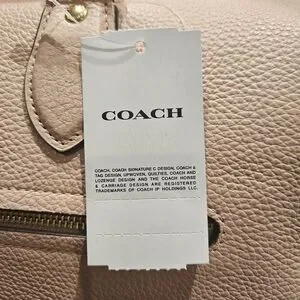 COACH
COACH, COACH SIGNATURE C DESIGN, COACH &
TAG DESIGN, UPWOVEN, QUILTIES, COACH AND
LOZENGE DESIGN AND THE COACH HORSE
& CARRIAGE DESIGN ARE REGISTERED
TRADEMARKS OF COACH IP HOLDINGS LLC.